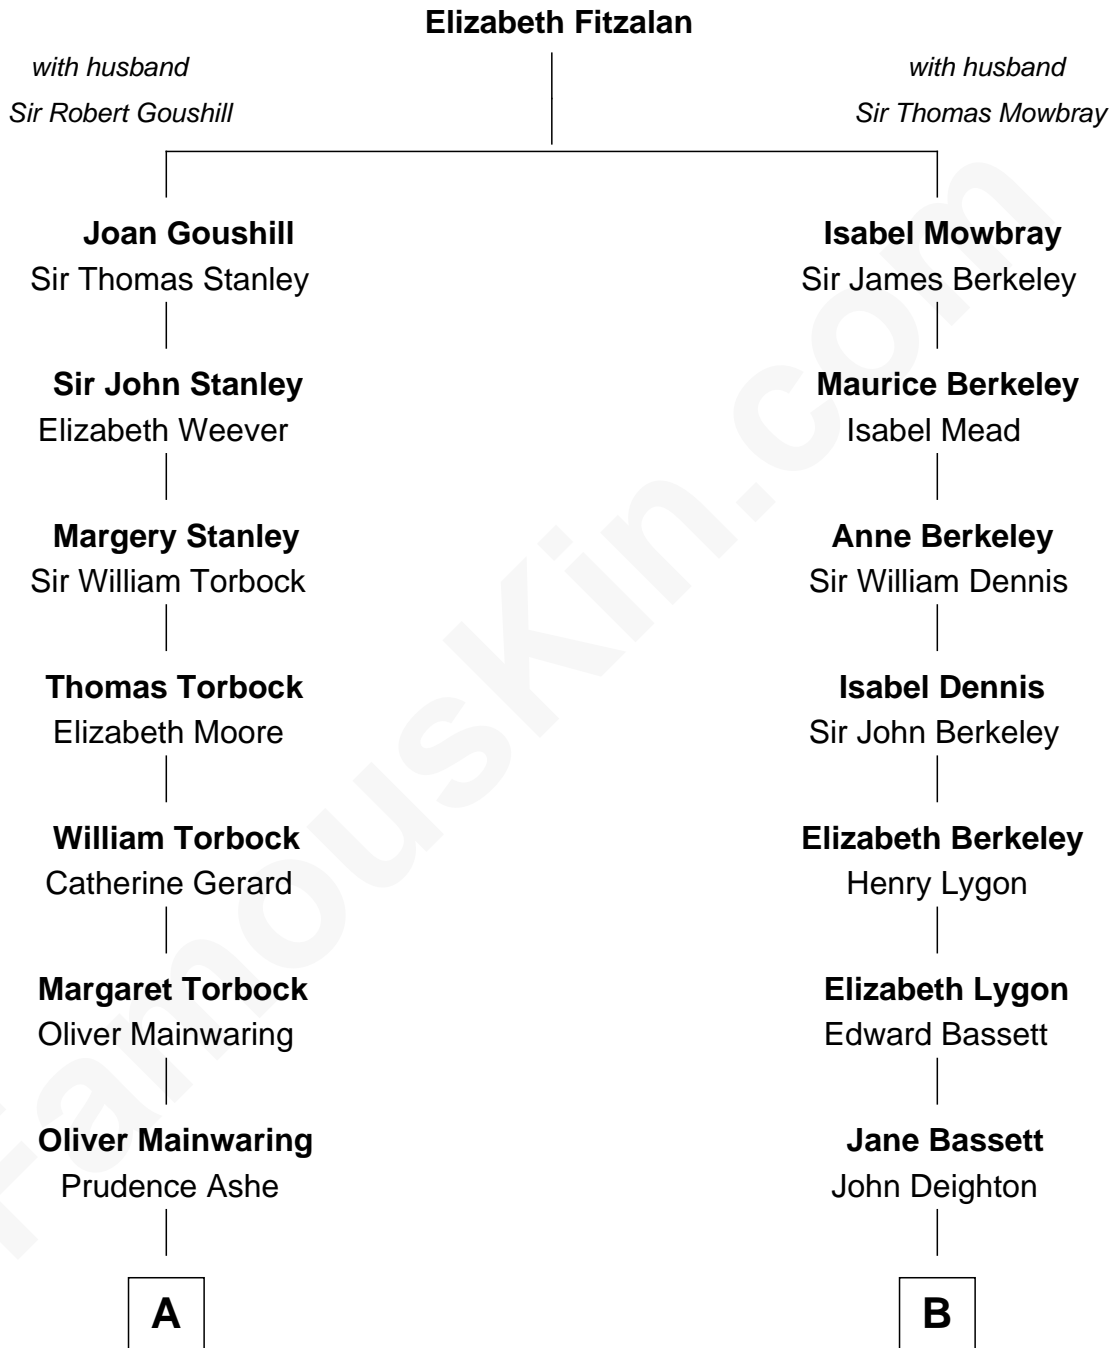 Elizabeth Fitzalan
with husband
Sir Robert Goushill
with husband
Sir Thomas Mowbray
Joan Goushill
Sir Thomas Stanley
Isabel Mowbray
Sir James Berkeley
Sir John Stanley
Elizabeth Weever
Maurice Berkeley
Isabel Mead
Margery Stanley
Sir William Torbock
Anne Berkeley
Sir William Dennis
Thomas Torbock
Elizabeth Moore
Isabel Dennis
Sir John Berkeley
William Torbock
Catherine Gerard
Elizabeth Berkeley
Henry Lygon
Margaret Torbock
Oliver Mainwaring
Elizabeth Lygon
Edward Bassett
Oliver Mainwaring
Prudence Ashe
Jane Bassett
John Deighton
A
B
FamousKin.com